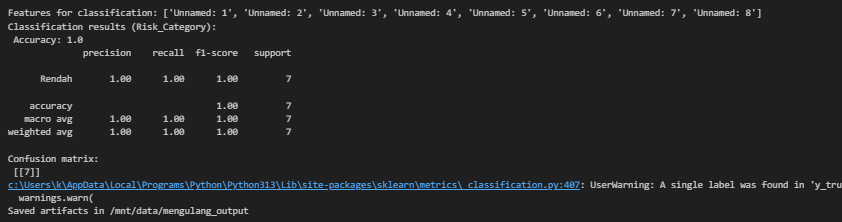 Features for classification: ['Unnamed: 1', 'Unnamed: 2', 'Unnamed: 3', 'Unnamed: 4', 'Unnamed: 5', 'Unnamed: 6', 'Unnamed: 7', 'Unnamed: 8']
Classification results (Risk_Category):
Accuracy: 1.0
precision recall f1-score support
Rendah 1.00 1.00 1.00 7
accuracy 1.00 7
macro avg 1.00 1.00 1.00 7
weighted avg 1.00 1.00 1.00 7
Confusion matrix:
[[7]]
c:\Users\k\AppData\Local\Programs\Python\Python313\Lib\site-packages\sklearn\metrics\_classification.py:407: UserWarning: A single label was found in 'y_tru
warnings.warn(
Saved artifacts in /mnt/data/mengulang_output